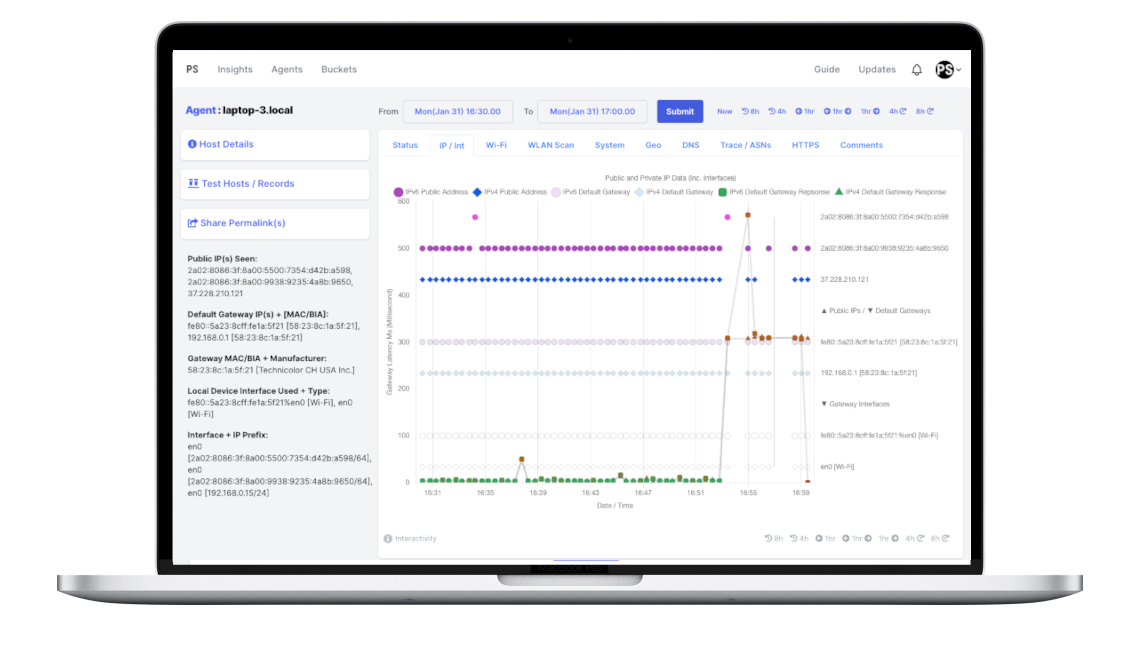 PS Insights Agents Buckets Guide Updates PS
Agent : laptop-3.local
From Mon(Jan 31) 16:30.00 To Mon(Jan 31) 17:00.00 Submit Now 8h 4h 1hr 1hr 1hr 4h 8h
Host Details
Test Hosts / Records
Share Permalink(s)
Public IP(s) Seen:
2a02:8086:3f:8a00:5500:7354:d42b:a598,
2a02:8086:3f:8a00:9938:9235:4a8b:9650,
37.228.210.121
Default Gateway IP(s) + [MAC/BIA]:
fe80::5a23:8cff:fe1a:5f21 [58:23:8c:1a:5f:21],
192.168.0.1 [58:23:8c:1a:5f:21]
Gateway MAC/BIA + Manufacturer:
58:23:8c:1a:5f:21 [Technicolor CH USA Inc.]
Local Device Interface Used + Type:
fe80::5a23:8cff:fe1a:5f21%en0 [Wi-Fi], en0
[Wi-Fi]
Interface + IP Prefix:
en0
[2a02:8086:3f:8a00:5500:7354:d42b:a598/64],
en0
[2a02:8086:3f:8a00:9938:9235:4a8b:9650/64],
en0 [192.168.0.15/24]
Status IP / Int Wi-Fi WLAN Scan System Geo DNS Trace / ASNs HTTPS Comments
Public and Private IP Data (Inc. Interfaces)
IPv6 Public Address IPv4 Public Address IPv6 Default Gateway IPv4 Default Gateway IPv6 Default Gateway Repsonse IPv4 Default Gateway Response
600
500
400
300
200
100
0
Gateway Latency Ms (Millisecond)
2a02:8086:3f:8a00:5500:7354:d42b:a598
2a02:8086:3f:8a00:9938:9235:4a8b:9650
37.228.210.121
▲ Public IPs / ▼ Default Gateways
fe80::5a23:8cff:fe1a:5f21 [58:23:8c:1a:5f:21]
192.168.0.1 [58:23:8c:1a:5f:21]
▼ Gateway Interfaces
fe80::5a23:8cff:fe1a:5f21%en0 [Wi-Fi]
en0 [Wi-Fi]
16:31 16:35 16:39 16:43 16:47 16:51 16:55 16:59
Date / Time
Interactivity 8h 4h 1hr 1hr 1hr 4h 8h
MacBook Pro